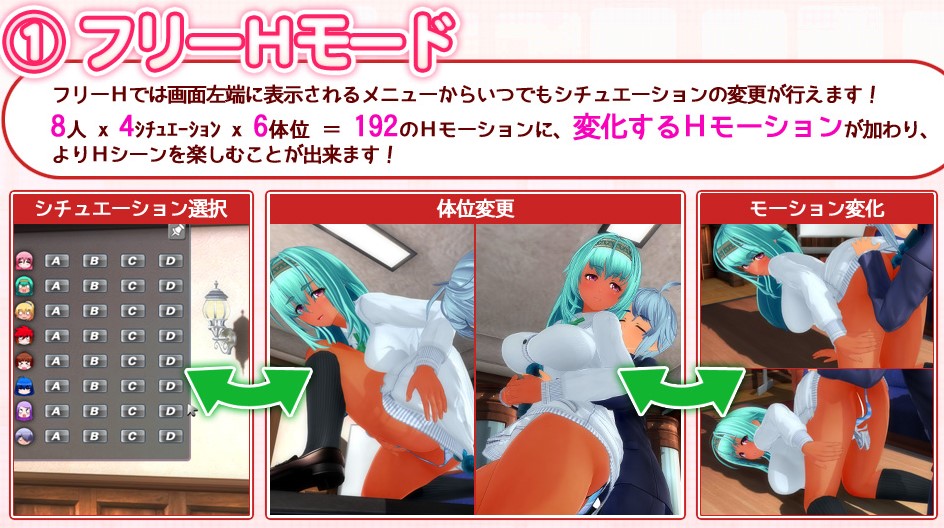 ① フリーＨモード
フリーＨでは画面左端に表示されるメニューからいつでもシチュエーションの変更が行えます！
8人 x 4ｼﾁｭｴｰｼｮﾝ x 6体位 ＝ 192のＨモーションに、変化するＨモーションが加わり、
よりＨシーンを楽しむことが出来ます！
シチュエーション選択
体位変更
モーション変化
A B C D
A B C D
A B C D
A B C D
A B C D
A B C D
A B C D
A B C D